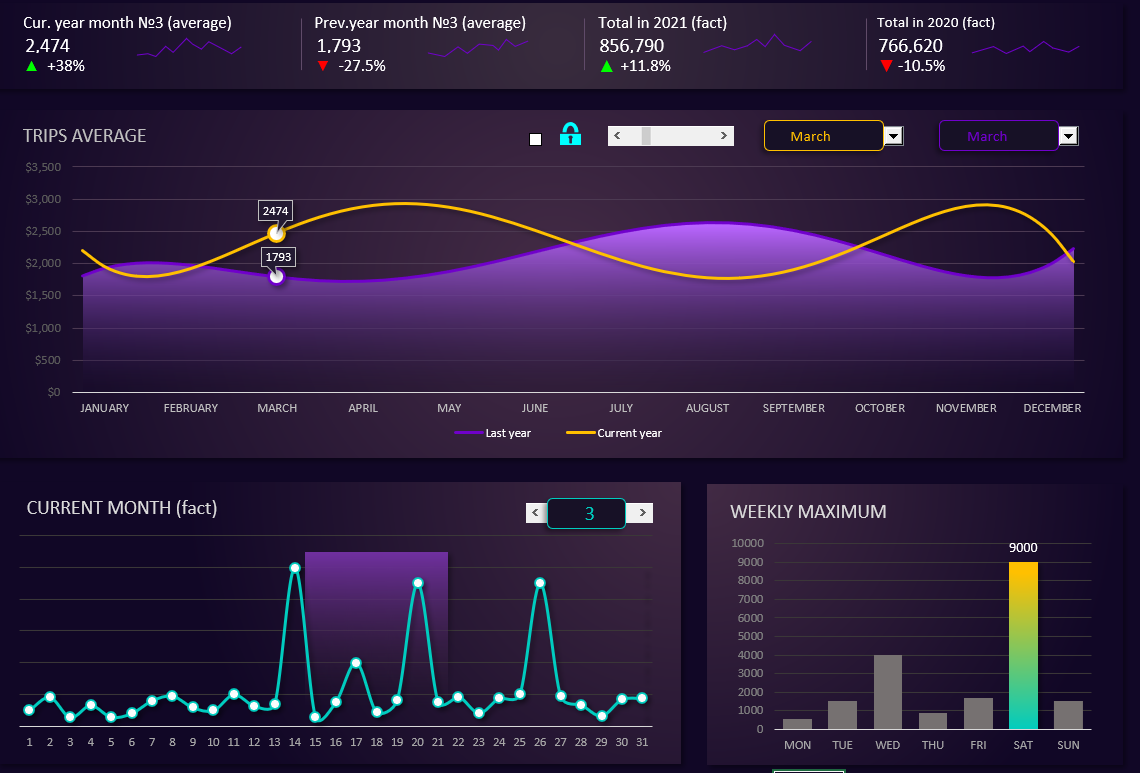 Cur. year month №3 (average)
2,474
▲ +38%
Prev.year month №3 (average)
1,793
▼ -27.5%
Total in 2021 (fact)
856,790
▲ +11.8%
Total in 2020 (fact)
766,620
▼ -10.5%
TRIPS AVERAGE
March
March
$3,500
$3,000
$2,500
$2,000
$1,500
$1,000
$500
$0
2474
1793
JANUARY FEBRUARY MARCH APRIL MAY JUNE JULY AUGUST SEPTEMBER OCTOBER NOVEMBER DECEMBER
Last year Current year
CURRENT MONTH (fact)
3
1 2 3 4 5 6 7 8 9 10 11 12 13 14 15 16 17 18 19 20 21 22 23 24 25 26 27 28 29 30 31
WEEKLY MAXIMUM
10000
9000
8000
7000
6000
5000
4000
3000
2000
1000
0
9000
MON TUE WED THU FRI SAT SUN